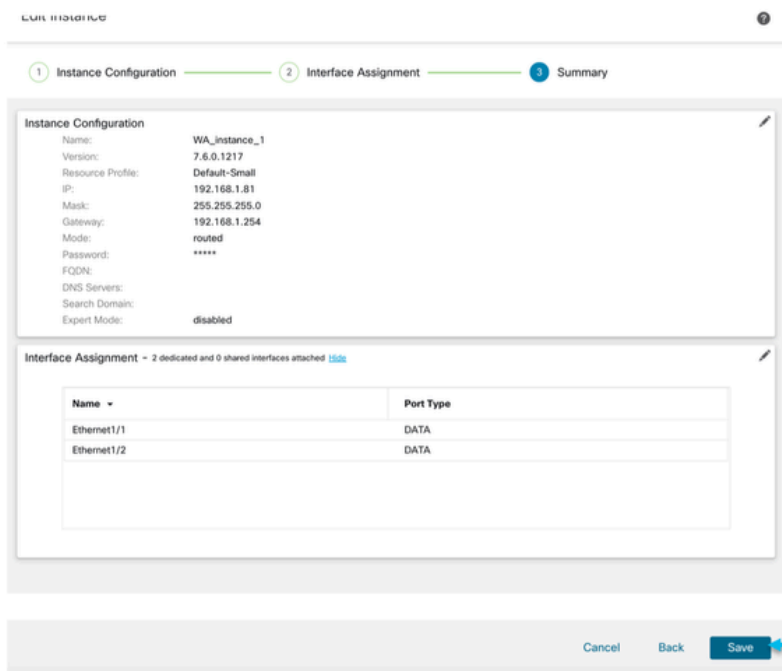 Edit Instance
?
1 Instance Configuration 2 Interface Assignment 3 Summary
Instance Configuration
Name: WA_instance_1
Version: 7.6.0.1217
Resource Profile: Default-Small
IP: 192.168.1.81
Mask: 255.255.255.0
Gateway: 192.168.1.254
Mode: routed
Password: *****
FQDN:
DNS Servers:
Search Domain:
Expert Mode: disabled
Interface Assignment - 2 dedicated and 0 shared interfaces attached Hide
Name Port Type
Ethernet1/1 DATA
Ethernet1/2 DATA
Cancel Back Save